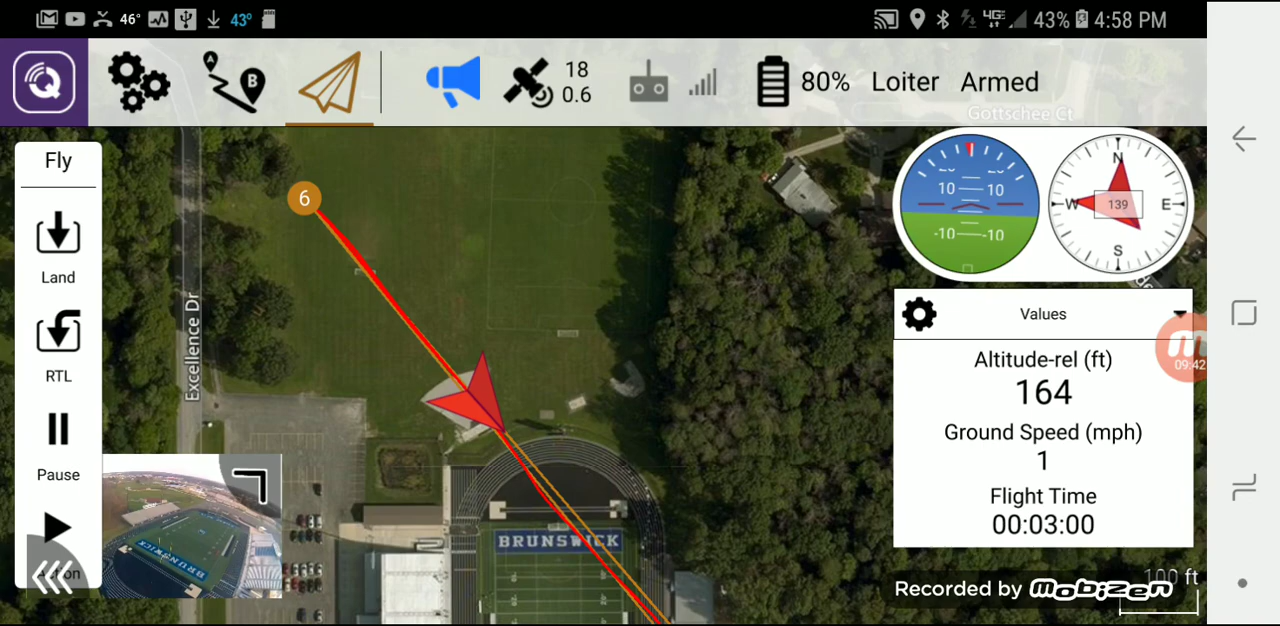 46° 43° 4GE 43% 4:58 PM
18
0.6
80% Loiter Armed
Gottschee Ct
Fly
Land
RTL
Pause
6
Excellence Dr
BRUNSWICK
BRUNSWICK
10 10
-10 -10
N
W 139 E
S
Values
09:42
Altitude-rel (ft)
164
Ground Speed (mph)
1
Flight Time
00:03:00
100 ft
Recorded by Mobizen